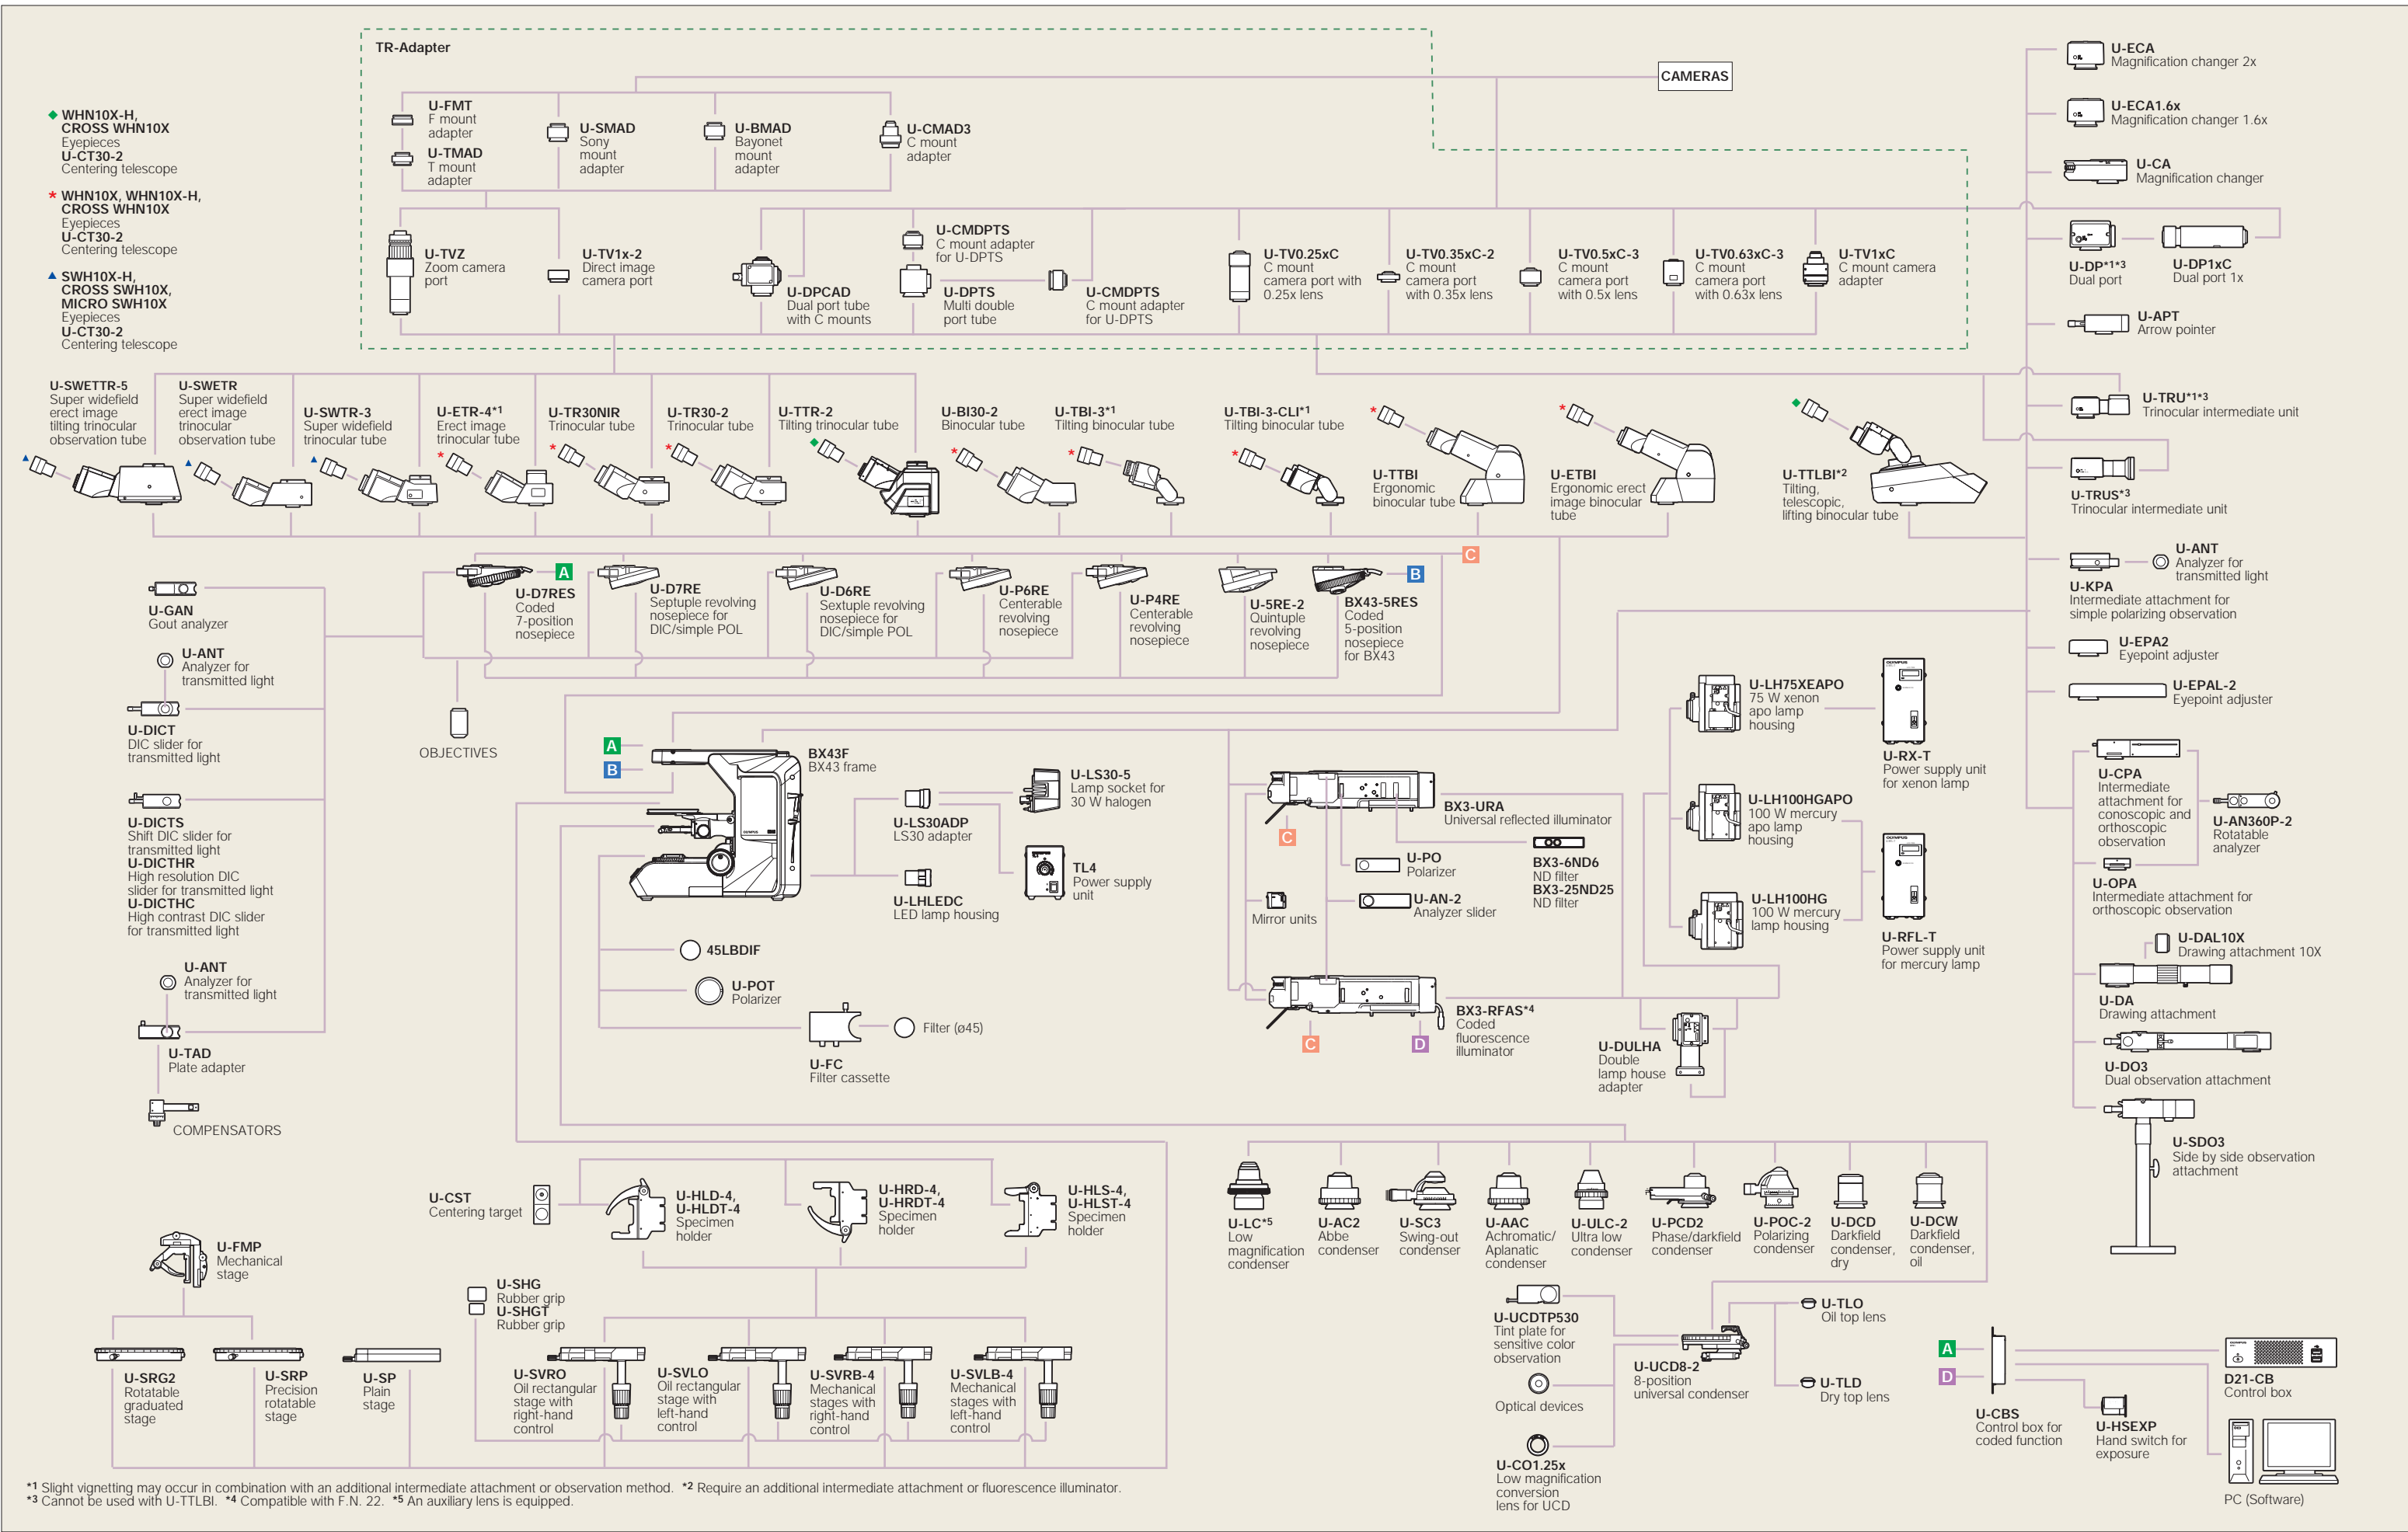 TR-Adapter
CAMERAS
◆ WHN10X-H,
CROSS WHN10X
Eyepieces
U-CT30-2
Centering telescope
* WHN10X, WHN10X-H,
CROSS WHN10X
Eyepieces
U-CT30-2
Centering telescope
▲ SWH10X-H,
CROSS SWH10X,
MICRO SWH10X
Eyepieces
U-CT30-2
Centering telescope
U-FMT
F mount
adapter
U-TMAD
T mount
adapter
U-SMAD
Sony
mount
adapter
U-BMAD
Bayonet
mount
adapter
U-CMAD3
C mount
adapter
U-TVZ
Zoom camera
port
U-TV1x-2
Direct image
camera port
U-DPCAD
Dual port tube
with C mounts
U-CMDPTS
C mount adapter
for U-DPTS
U-DPTS
Multi double
port tube
U-CMDPTS
C mount adapter
for U-DPTS
U-TV0.25xC
C mount
camera port with
0.25x lens
U-TV0.35xC-2
C mount
camera port
with 0.35x lens
U-TV0.5xC-3
C mount
camera port
with 0.5x lens
U-TV0.63xC-3
C mount
camera port
with 0.63x lens
U-TV1xC
C mount camera
adapter
U-ECA
Magnification changer 2x
U-ECA1.6x
Magnification changer 1.6x
U-CA
Magnification changer
U-DP*1*3
Dual port
U-DP1xC
Dual port 1x
U-APT
Arrow pointer
U-TRU*1*3
Trinocular intermediate unit
U-TRUS*3
Trinocular intermediate unit
U-ANT
Analyzer for
transmitted light
U-KPA
Intermediate attachment for
simple polarizing observation
U-EPA2
Eyepoint adjuster
U-EPAL-2
Eyepoint adjuster
U-CPA
Intermediate
attachment for
conoscopic and
orthoscopic
observation
U-AN360P-2
Rotatable
analyzer
U-OPA
Intermediate attachment for
orthoscopic observation
U-DAL10X
Drawing attachment 10X
U-DA
Drawing attachment
U-DO3
Dual observation attachment
U-SDO3
Side by side observation
attachment
U-SWETTR-5
Super widefield
erect image
tilting trinocular
observation tube
U-SWETR
Super widefield
erect image
trinocular
observation tube
U-SWTR-3
Super widefield
trinocular tube
U-ETR-4*1
Erect image
trinocular tube
U-TR30NIR
Trinocular tube
U-TR30-2
Trinocular tube
U-TTR-2
Tilting trinocular tube
U-BI30-2
Binocular tube
U-TBI-3*1
Tilting binocular tube
U-TBI-3-CLI*1
Tilting binocular tube
U-TTBI
Ergonomic
binocular tube
U-ETBI
Ergonomic erect
image binocular
tube
U-TTLBI*2
Tilting,
telescopic,
lifting binocular tube
C
A
B
U-D7RES
Coded
7-position
nosepiece
U-D7RE
Septuple revolving
nosepiece for
DIC/simple POL
U-D6RE
Sextuple revolving
nosepiece for
DIC/simple POL
U-P6RE
Centerable
revolving
nosepiece
U-P4RE
Centerable
revolving
nosepiece
U-5RE-2
Quintuple
revolving
nosepiece
BX43-5RES
Coded
5-position
nosepiece
for BX43
U-GAN
Gout analyzer
U-ANT
Analyzer for
transmitted light
U-DICT
DIC slider for
transmitted light
U-DICTS
Shift DIC slider for
transmitted light
U-DICTHR
High resolution DIC
slider for transmitted light
U-DICTHC
High contrast DIC slider
for transmitted light
U-ANT
Analyzer for
transmitted light
U-TAD
Plate adapter
COMPENSATORS
OBJECTIVES
A
B
BX43F
BX43 frame
OLYMPUS
U-LS30ADP
LS30 adapter
U-LS30-5
Lamp socket for
30 W halogen
TL4
Power supply
unit
U-LHLEDC
LED lamp housing
45LBDIF
U-POT
Polarizer
U-FC
Filter cassette
Filter (ø45)
BX3-URA
Universal reflected illuminator
C
U-PO
Polarizer
U-AN-2
Analyzer slider
BX3-6ND6
ND filter
BX3-25ND25
ND filter
Mirror units
BX3-RFAS*4
Coded
fluorescence
illuminator
C
D
U-LH75XEAPO
75 W xenon
apo lamp
housing
U-RX-T
Power supply unit
for xenon lamp
U-LH100HGAPO
100 W mercury
apo lamp
housing
U-LH100HG
100 W mercury
lamp housing
U-RFL-T
Power supply unit
for mercury lamp
U-DULHA
Double
lamp house
adapter
U-CST
Centering target
U-HLD-4,
U-HLDT-4
Specimen
holder
U-HRD-4,
U-HRDT-4
Specimen
holder
U-HLS-4,
U-HLST-4
Specimen
holder
U-FMP
Mechanical
stage
U-SHG
Rubber grip
U-SHGT
Rubber grip
U-SRG2
Rotatable
graduated
stage
U-SRP
Precision
rotatable
stage
U-SP
Plain
stage
U-SVRO
Oil rectangular
stage with
right-hand
control
U-SVLO
Oil rectangular
stage with
left-hand
control
U-SVRB-4
Mechanical
stages with
right-hand
control
U-SVLB-4
Mechanical
stages with
left-hand
control
U-LC*5
Low
magnification
condenser
U-AC2
Abbe
condenser
U-SC3
Swing-out
condenser
U-AAC
Achromatic/
Aplanatic
condenser
U-ULC-2
Ultra low
condenser
U-PCD2
Phase/darkfield
condenser
U-POC-2
Polarizing
condenser
U-DCD
Darkfield
condenser,
dry
U-DCW
Darkfield
condenser,
oil
U-UCDTP530
Tint plate for
sensitive color
observation
Optical devices
U-CO1.25x
Low magnification
conversion
lens for UCD
U-UCD8-2
8-position
universal condenser
U-TLO
Oil top lens
U-TLD
Dry top lens
A
D
U-CBS
Control box for
coded function
U-HSEXP
Hand switch for
exposure
D21-CB
Control box
PC (Software)
*1 Slight vignetting may occur in combination with an additional intermediate attachment or observation method. *2 Require an additional intermediate attachment or fluorescence illuminator.
*3 Cannot be used with U-TTLBI. *4 Compatible with F.N. 22. *5 An auxiliary lens is equipped.